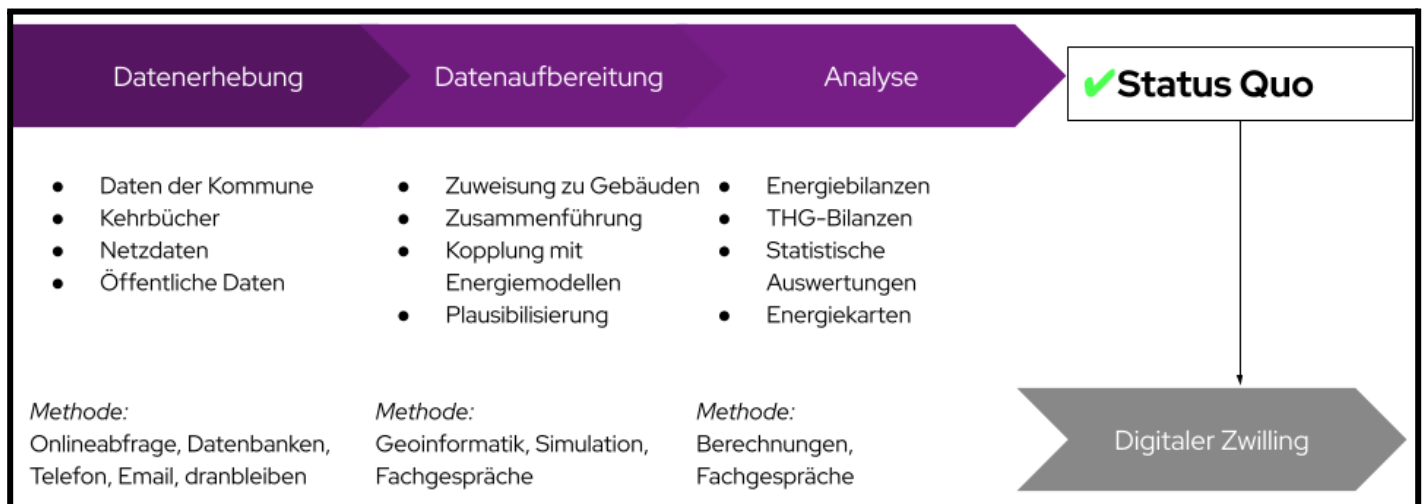 Datenerhebung
Datenaufbereitung
Analyse
✔Status Quo
● Daten der Kommune
● Kehrbücher
● Netzdaten
● Öffentliche Daten
● Zuweisung zu Gebäuden
● Zusammenführung
● Kopplung mit
Energiemodellen
● Plausibilisierung
● Energiebilanzen
● THG-Bilanzen
● Statistische
Auswertungen
● Energiekarten
Methode:
Onlineabfrage, Datenbanken,
Telefon, Email, dranbleiben
Methode:
Geoinformatik, Simulation,
Fachgespräche
Methode:
Berechnungen,
Fachgespräche
Digitaler Zwilling